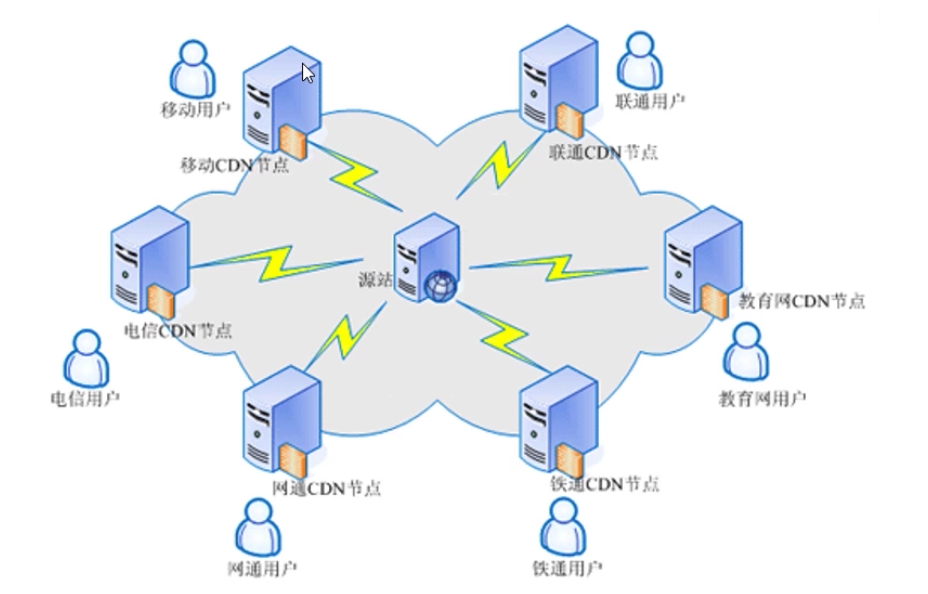 移动用户
联通用户
移动CDN节点
联通CDN节点
源站
教育网CDN节点
电信CDN节点
电信用户
教育网用户
网通CDN节点
铁通CDN节点
网通用户
铁通用户